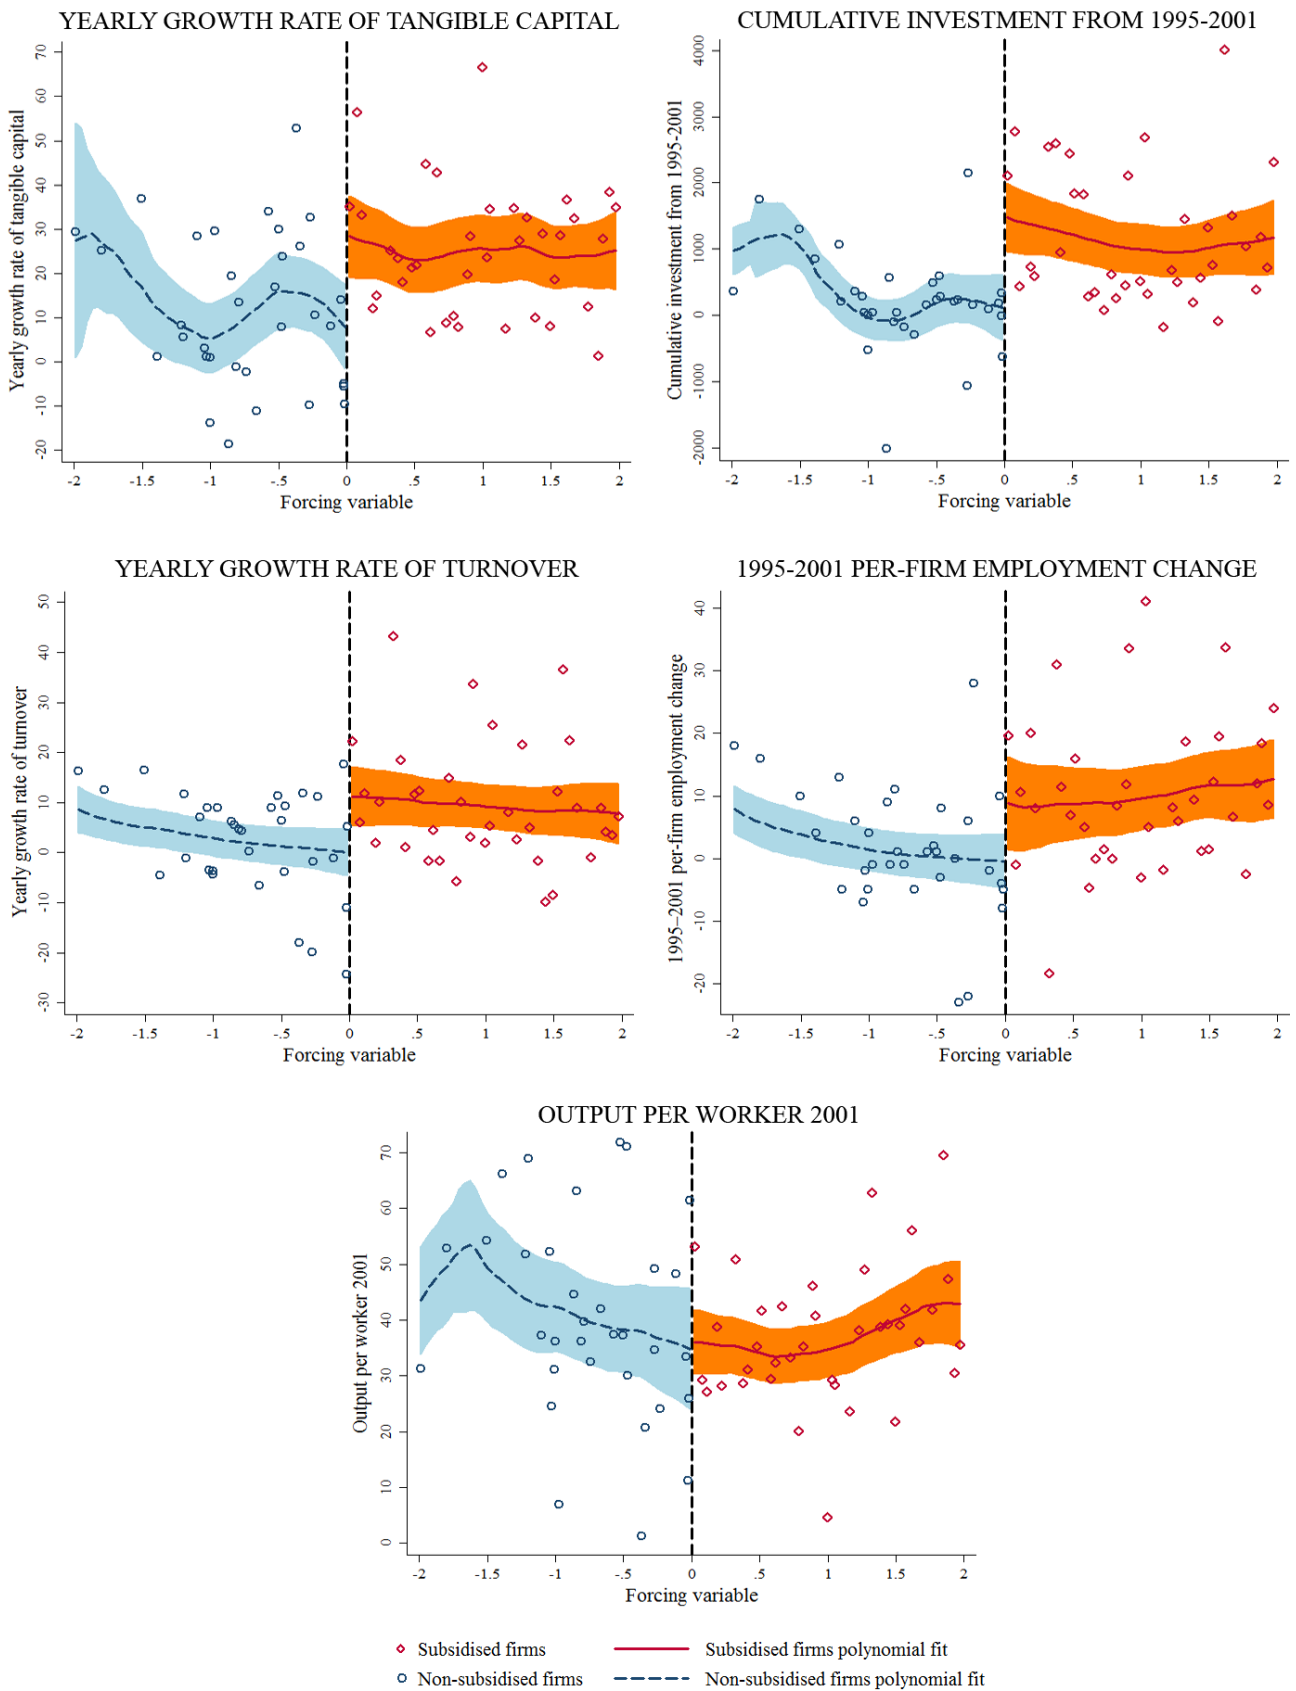 YEARLY GROWTH RATE OF TANGIBLE CAPITAL
Yearly growth rate of tangible capital
70
60
50
40
30
20
10
0
-10
-20
-2 -1.5 -1 -.5 0 .5 1 1.5 2
Forcing variable
CUMULATIVE INVESTMENT FROM 1995-2001
Cumulative investment from 1995-2001
4000
3000
2000
1000
0
-1000
-2000
-2 -1.5 -1 -.5 0 .5 1 1.5 2
Forcing variable
YEARLY GROWTH RATE OF TURNOVER
Yearly growth rate of turnover
50
40
30
20
10
0
-10
-20
-30
-2 -1.5 -1 -.5 0 .5 1 1.5 2
Forcing variable
1995-2001 PER-FIRM EMPLOYMENT CHANGE
1995–2001 per-firm employment change
40
30
20
10
0
-10
-20
-2 -1.5 -1 -.5 0 .5 1 1.5 2
Forcing variable
OUTPUT PER WORKER 2001
Output per worker 2001
70
60
50
40
30
20
10
0
-2 -1.5 -1 -.5 0 .5 1 1.5 2
Forcing variable
Subsidised firms
Subsidised firms polynomial fit
Non-subsidised firms
Non-subsidised firms polynomial fit